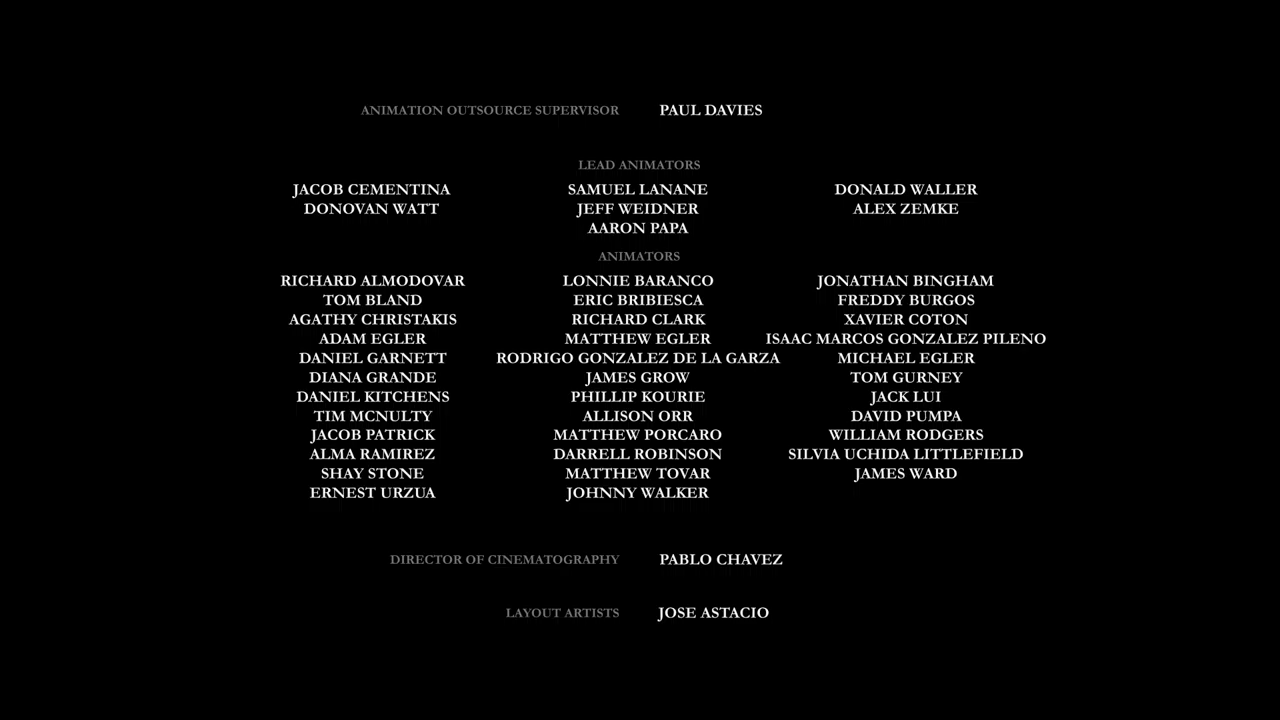 ANIMATION OUTSOURCE SUPERVISOR PAUL DAVIES
LEAD ANIMATORS
JACOB CEMENTINA SAMUEL LANANE DONALD WALLER
DONOVAN WATT JEFF WEIDNER ALEX ZEMKE
AARON PAPA
ANIMATORS
RICHARD ALMODOVAR LONNIE BARANCO JONATHAN BINGHAM
TOM BLAND ERIC BRIBIESCA FREDDY BURGOS
AGATHY CHRISTAKIS RICHARD CLARK XAVIER COTON
ADAM EGLER MATTHEW EGLER ISAAC MARCOS GONZALEZ PILENO
DANIEL GARNETT RODRIGO GONZALEZ DE LA GARZA MICHAEL EGLER
DIANA GRANDE JAMES GROW TOM GURNEY
DANIEL KITCHENS PHILLIP KOURIE JACK LUI
TIM MCNULTY ALLISON ORR DAVID PUMPA
JACOB PATRICK MATTHEW PORCARO WILLIAM RODGERS
ALMA RAMIREZ DARRELL ROBINSON SILVIA UCHIDA LITTLEFIELD
SHAY STONE MATTHEW TOVAR JAMES WARD
ERNEST URZUA JOHNNY WALKER
DIRECTOR OF CINEMATOGRAPHY PABLO CHAVEZ
LAYOUT ARTISTS JOSE ASTACIO